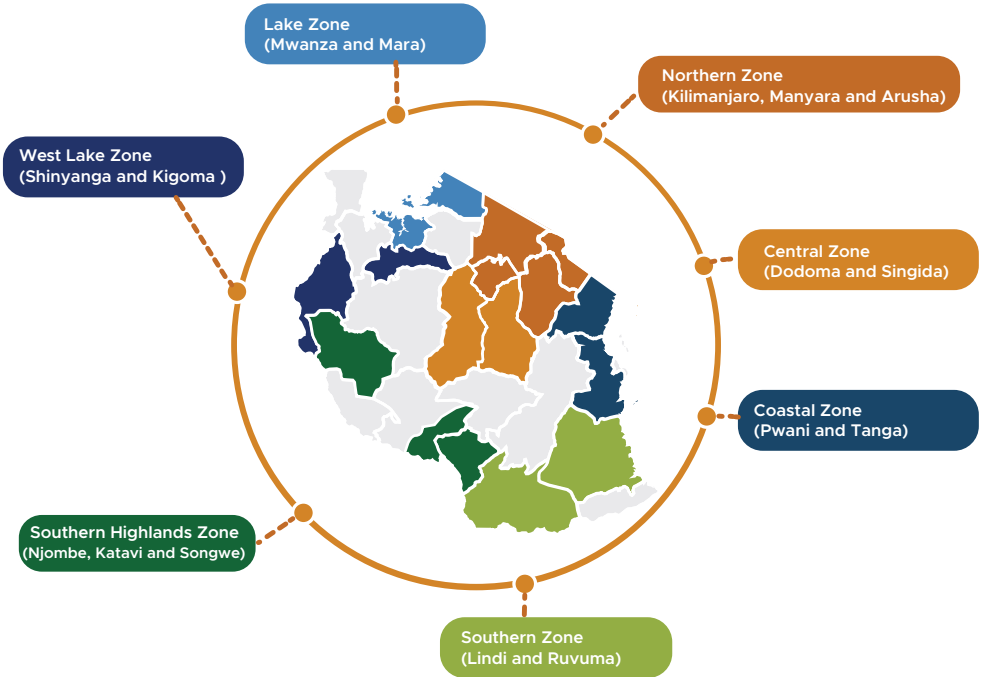 Lake Zone
(Mwanza and Mara)
Northern Zone
(Kilimanjaro, Manyara and Arusha)
West Lake Zone
(Shinyanga and Kigoma )
Central Zone
(Dodoma and Singida)
Coastal Zone
(Pwani and Tanga)
Southern Highlands Zone
(Njombe, Katavi and Songwe)
Southern Zone
(Lindi and Ruvuma)